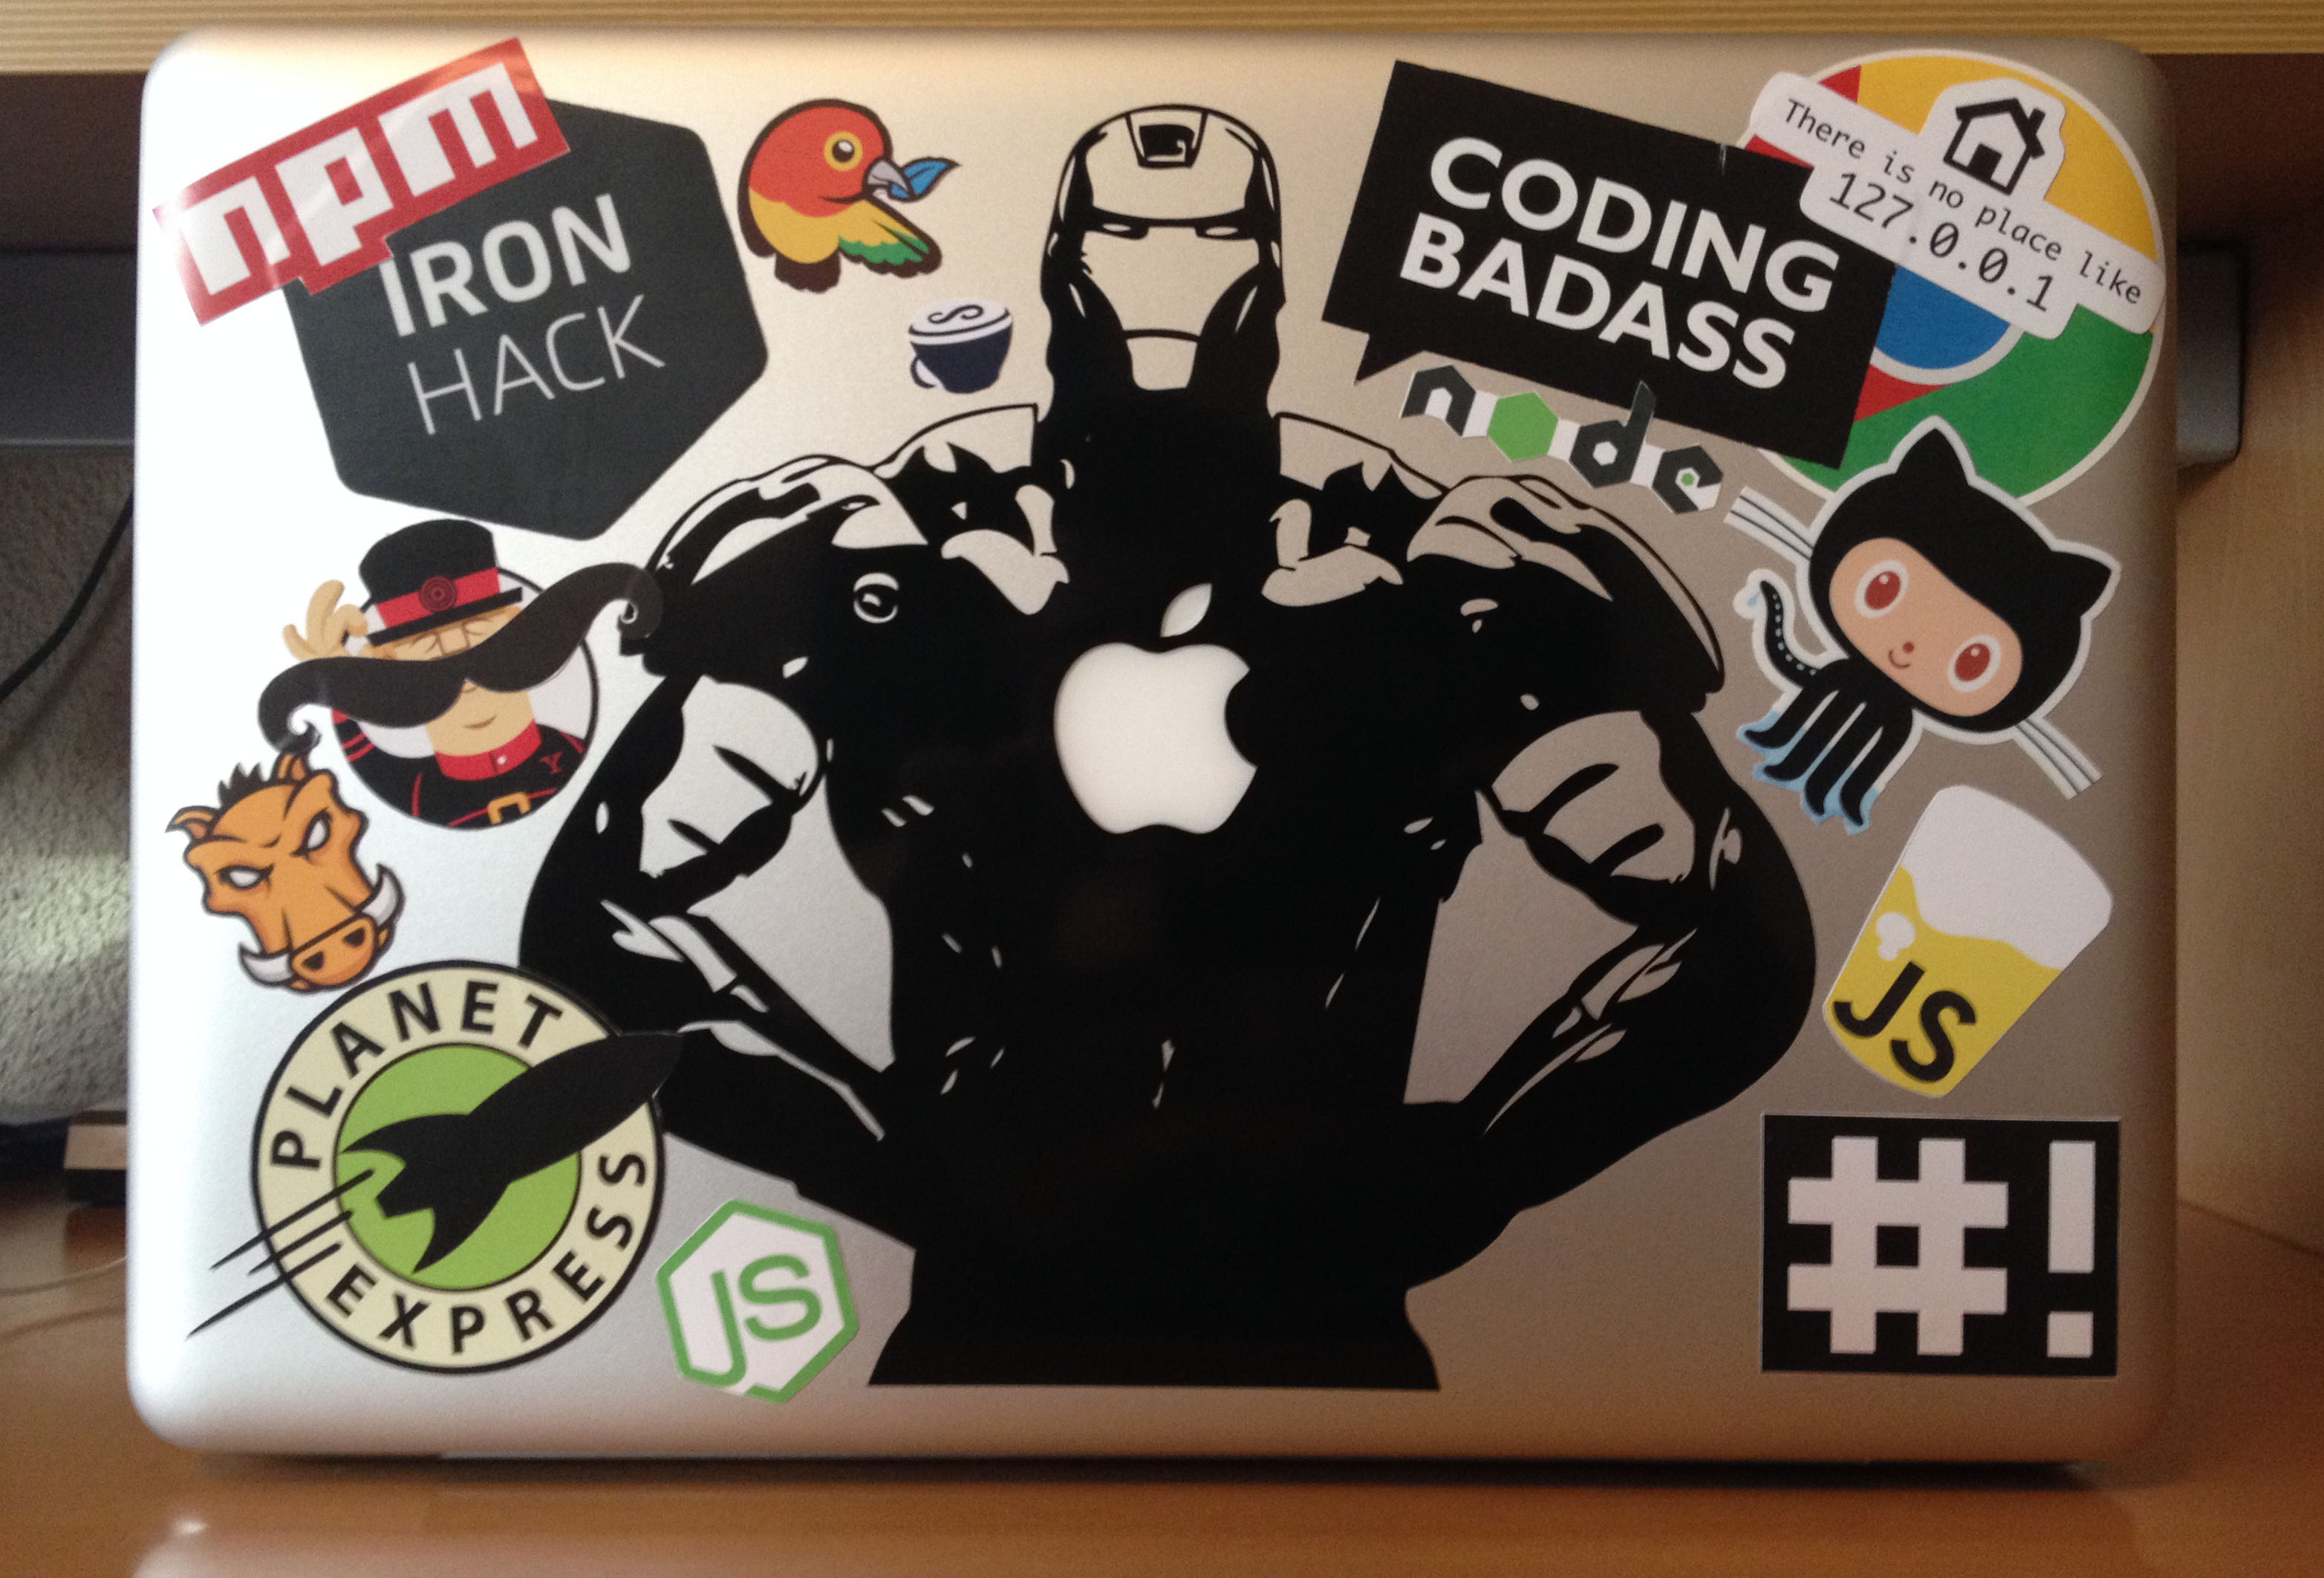 npm
IRON
HACK
CODING
BADASS
There is no place like
127.0.0.1
node
Y
JS
PLANET
EXPRESS
JS
#!